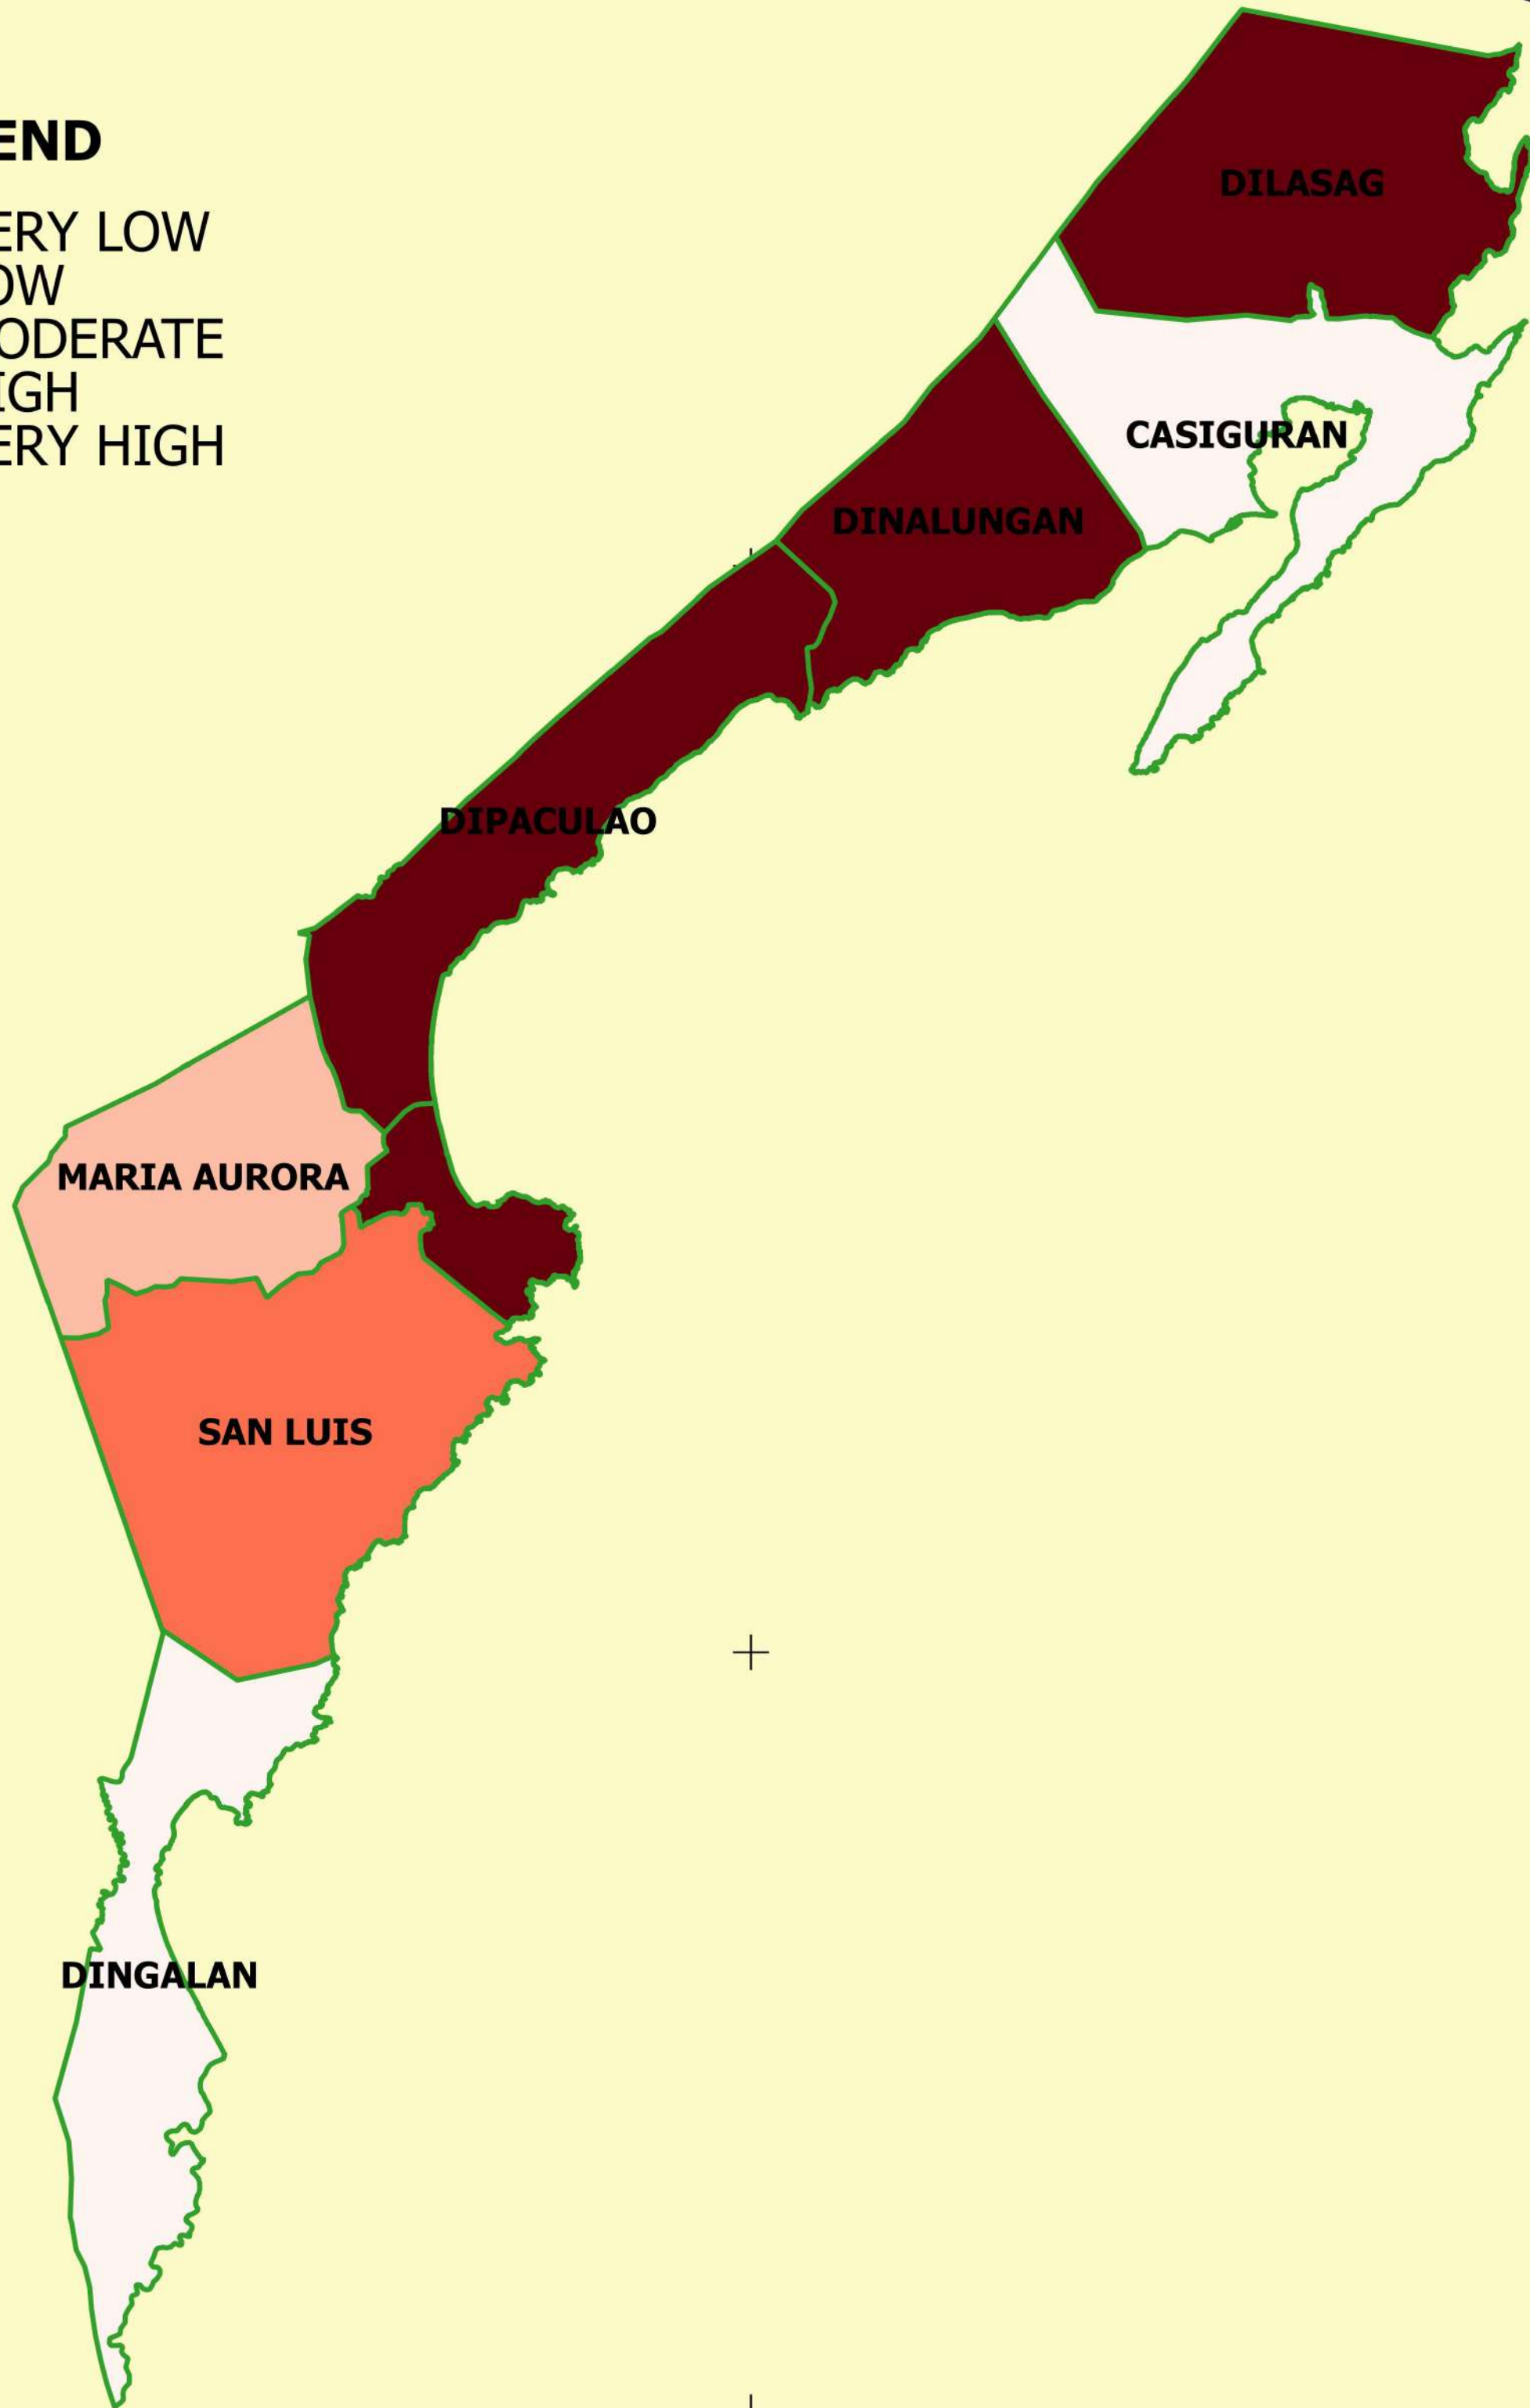 END
ERY LOW
OW
ODERATE
IGH
ERY HIGH
DILASAG
CASIGURAN
DINALUNGAN
DIPACULAO
MARIA AURORA
SAN LUIS
DINGALAN